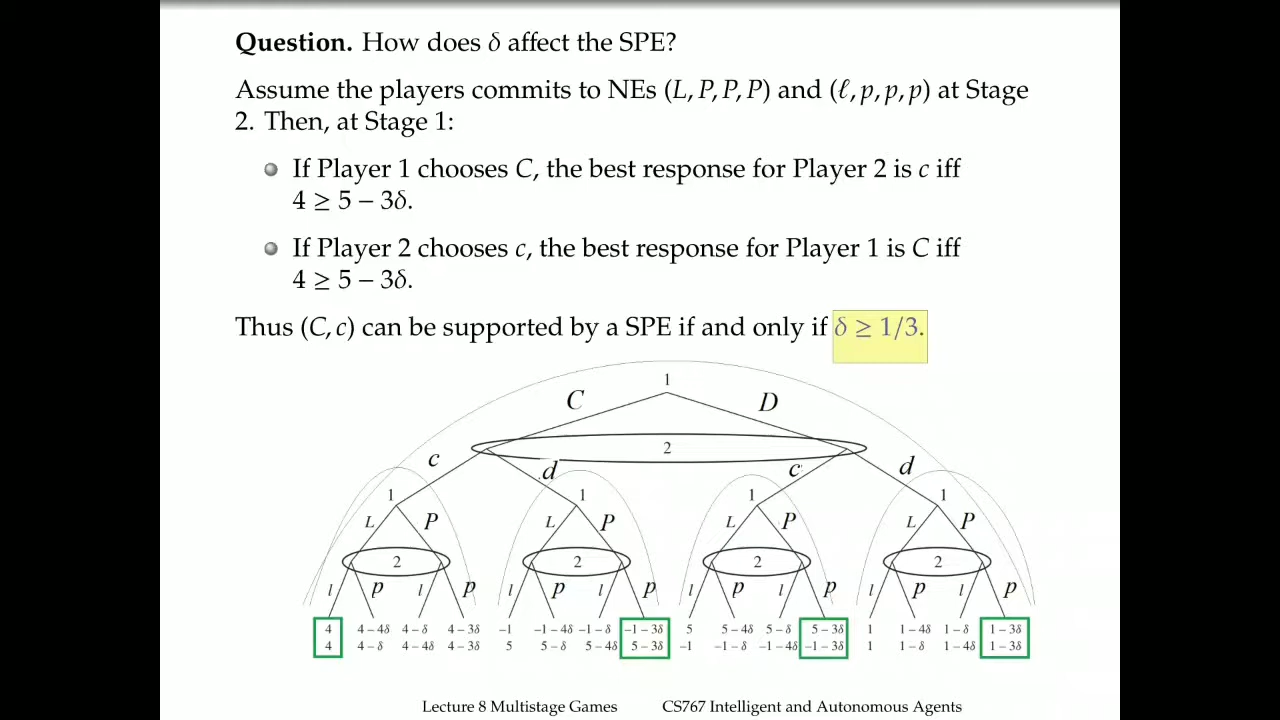 Question. How does δ affect the SPE?
Assume the players commits to NEs (L, P, P, P) and (ℓ, p, p, p) at Stage
2. Then, at Stage 1:
If Player 1 chooses C, the best response for Player 2 is c iff
4 ≥ 5 − 3δ.
If Player 2 chooses c, the best response for Player 1 is C iff
4 ≥ 5 − 3δ.
Thus (C, c) can be supported by a SPE if and only if δ ≥ 1/3.
1
C D
2
c d c d
1 1 1 1
L P L P L P L P
2 2 2 2
l p l p l p l p l p l p l p l p
4 4 − 4δ 4 − δ 4 − 3δ −1 −1 − 4δ −1 − δ −1 − 3δ 5 5 − 4δ 5 − δ 5 − 3δ 1 1 − 4δ 1 − δ 1 − 3δ
4 4 − δ 4 − 4δ 4 − 3δ 5 5 − δ 5 − 4δ 5 − 3δ −1 −1 − δ −1 − 4δ −1 − 3δ 1 1 − δ 1 − 4δ 1 − 3δ
Lecture 8 Multistage Games CS767 Intelligent and Autonomous Agents